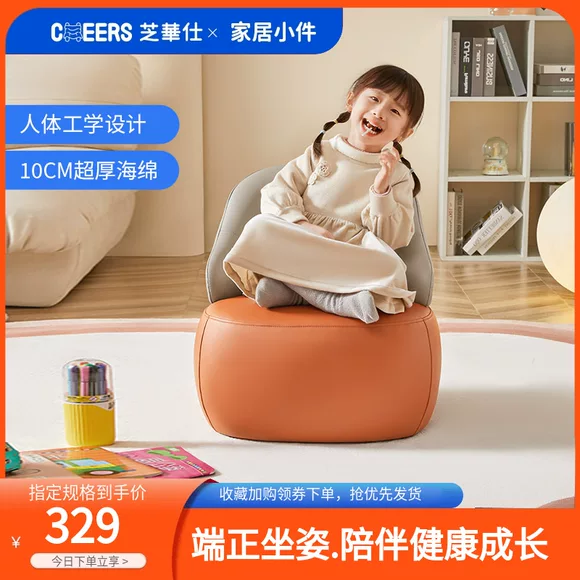 CHEERS 芝華仕× 家居小件
人体工学设计
10CM超厚海绵
指定规格到手价
¥ 329
今日下单立享 >
收藏加购领券下单,抢优先发货
端正坐姿.陪伴健康成长